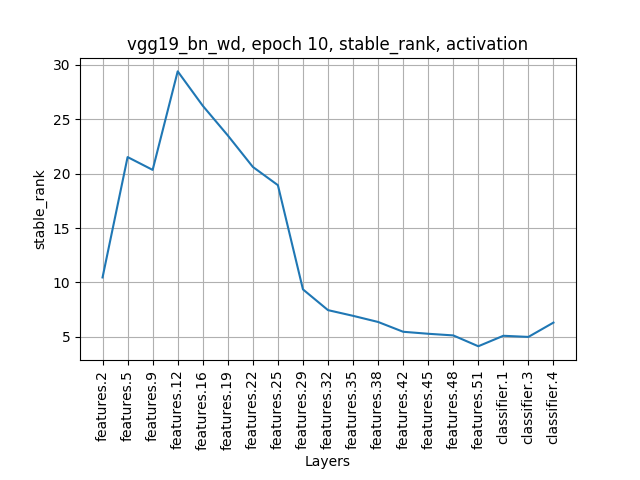 vgg19_bn_wd, epoch 10, stable_rank, activation
30
25
20
15
10
5
stable_rank
features.2
features.5
features.9
features.12
features.16
features.19
features.22
features.25
features.29
features.32
features.35
features.38
features.42
features.45
features.48
features.51
classifier.1
classifier.3
classifier.4
Layers